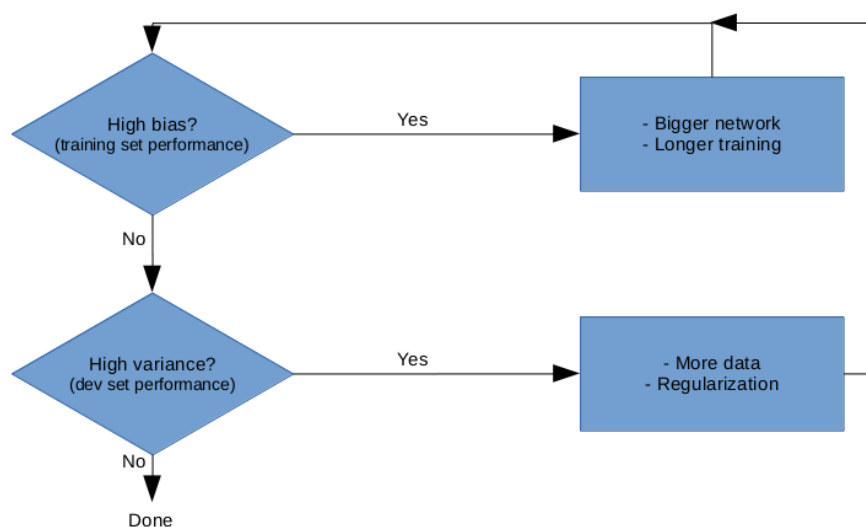 High bias?
(training set performance)
Yes
- Bigger network
- Longer training
No
High variance?
(dev set performance)
Yes
- More data
- Regularization
No
Done